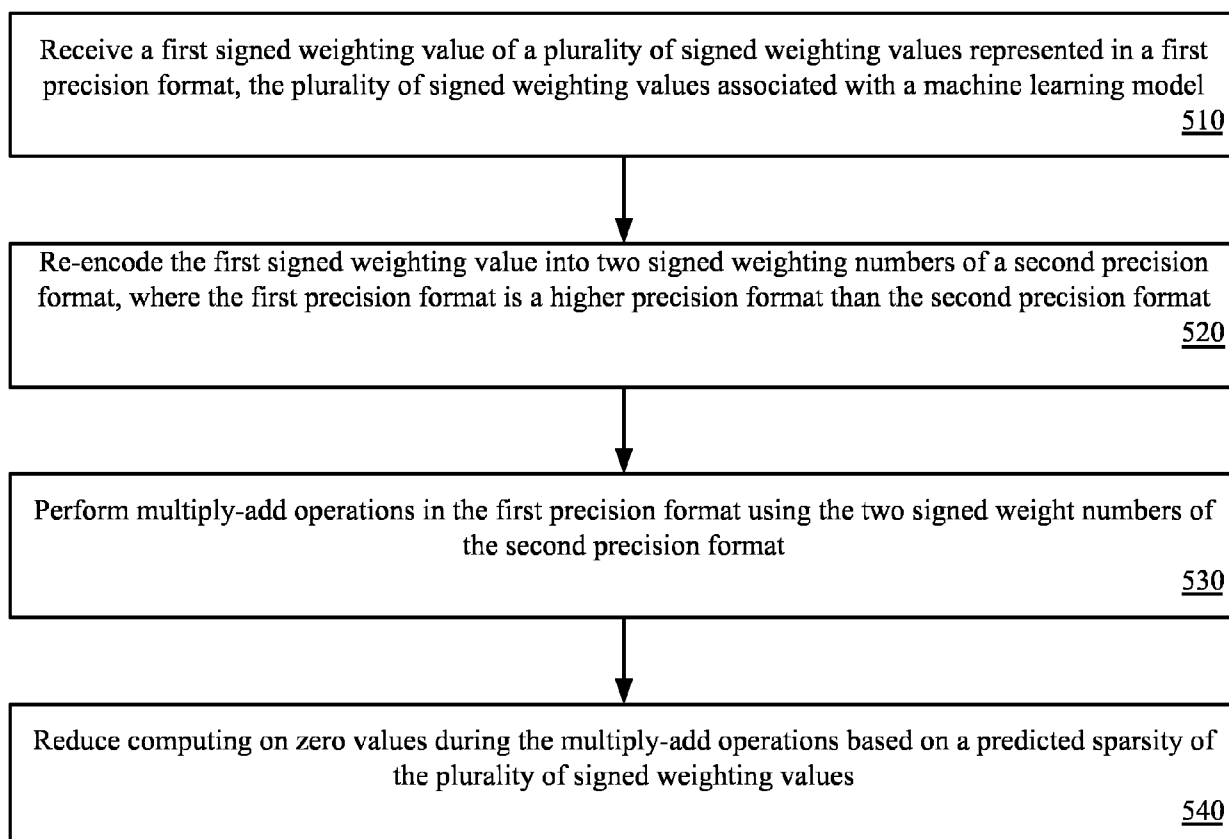 Receive a first signed weighting value of a plurality of signed weighting values represented in a first
precision format, the plurality of signed weighting values associated with a machine learning model
510
Re-encode the first signed weighting value into two signed weighting numbers of a second precision
format, where the first precision format is a higher precision format than the second precision format
520
Perform multiply-add operations in the first precision format using the two signed weight numbers of
the second precision format
530
Reduce computing on zero values during the multiply-add operations based on a predicted sparsity of
the plurality of signed weighting values
540